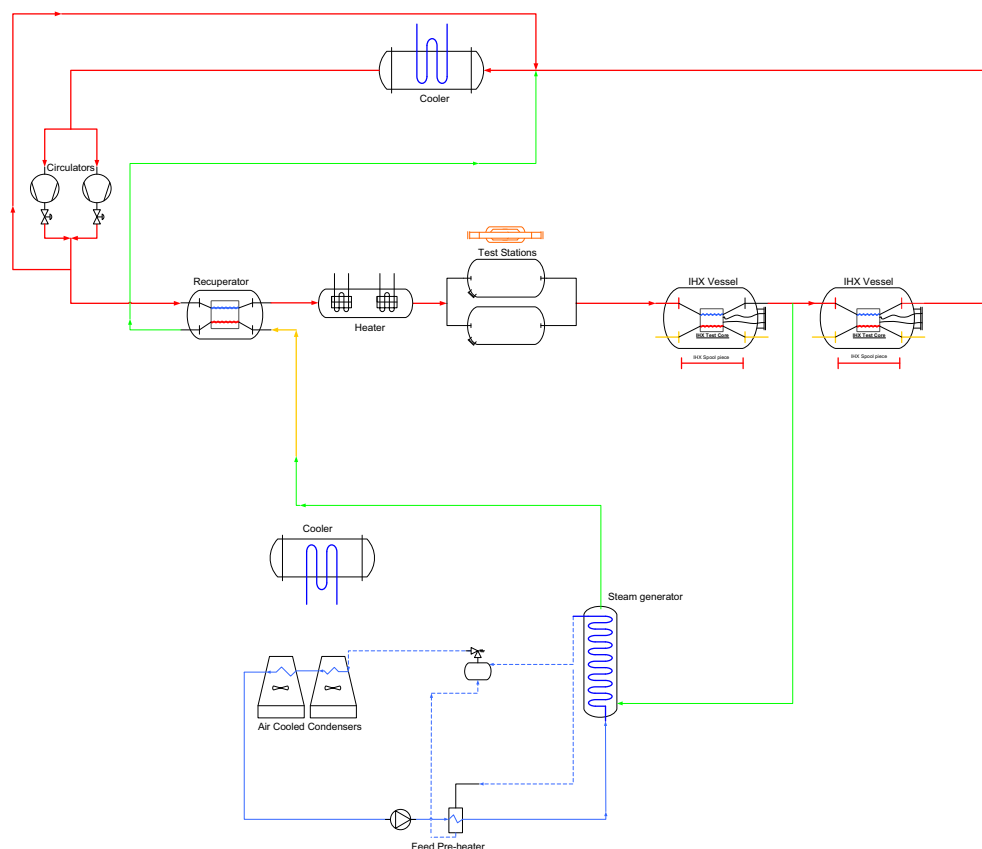 Cooler
Circulators
Test Stations
Recuperator
IHX Vessel
IHX Vessel
Heater
IHX Test Core
IHX Test Core
IHX Spool piece
IHX Spool piece
Cooler
Steam generator
Air Cooled Condensers
Feed Pre-heater